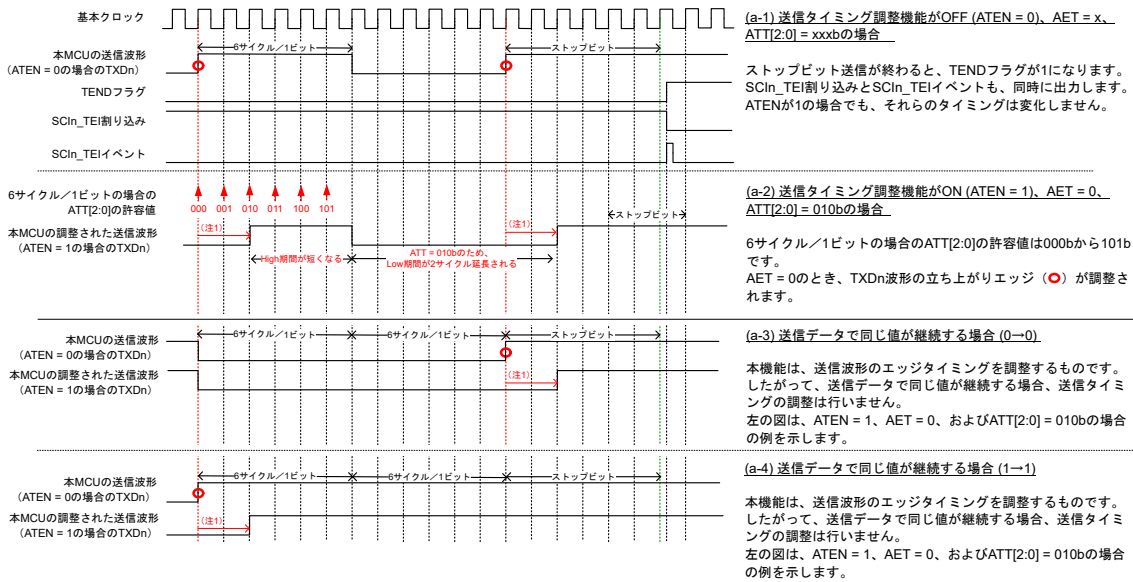 基本クロック
6サイクル/1ビット
ストップビット
本MCUの送信波形
(ATEN = 0の場合のTXDn)
TENDフラグ
SCIn_TEI割り込み
SCIn_TEIイベント
(a-1) 送信タイミング調整機能がOFF (ATEN = 0)、AET = x、
ATT[2:0] = xxxbの場合
ストップビット送信が終わると、TENDフラグが1になります。
SCIn_TEI割り込みとSCIn_TEIイベントも、同時に出力します。
ATENが1の場合でも、それらのタイミングは変化しません。
6サイクル/1ビットの場合の
ATT[2:0]の許容値
000 001 010 011 100 101
ストップビット
本MCUの調整された送信波形
(ATEN = 1の場合のTXDn)
(注1)
(注1)
High期間が短くなる
ATT = 010bのため、
Low期間が2サイクル延長される
(a-2) 送信タイミング調整機能がON (ATEN = 1)、AET = 0、
ATT[2:0] = 010bの場合
6サイクル/1ビットの場合のATT[2:0]の許容値は000bから101b
です。
AET = 0のとき、TXDn波形の立ち上がりエッジ(O)が調整さ
れます。
6サイクル/1ビット
6サイクル/1ビット
ストップビット
本MCUの送信波形
(ATEN = 0の場合のTXDn)
本MCUの調整された送信波形
(ATEN = 1の場合のTXDn)
(注1)
(a-3) 送信データで同じ値が継続する場合 (0→0)
本機能は、送信波形のエッジタイミングを調整するものです。
したがって、送信データで同じ値が継続する場合、送信タイミ
ングの調整は行いません。
左の図は、ATEN = 1、AET = 0、およびATT[2:0] = 010bの場合
の例を示します。
6サイクル/1ビット
6サイクル/1ビット
ストップビット
本MCUの送信波形
(ATEN = 0の場合のTXDn)
本MCUの調整された送信波形
(ATEN = 1の場合のTXDn)
(注1)
(a-4) 送信データで同じ値が継続する場合 (1→1)
本機能は、送信波形のエッジタイミングを調整するものです。
したがって、送信データで同じ値が継続する場合、送信タイミ
ングの調整は行いません。
左の図は、ATEN = 1、AET = 0、およびATT[2:0] = 010bの場合
の例を示します。